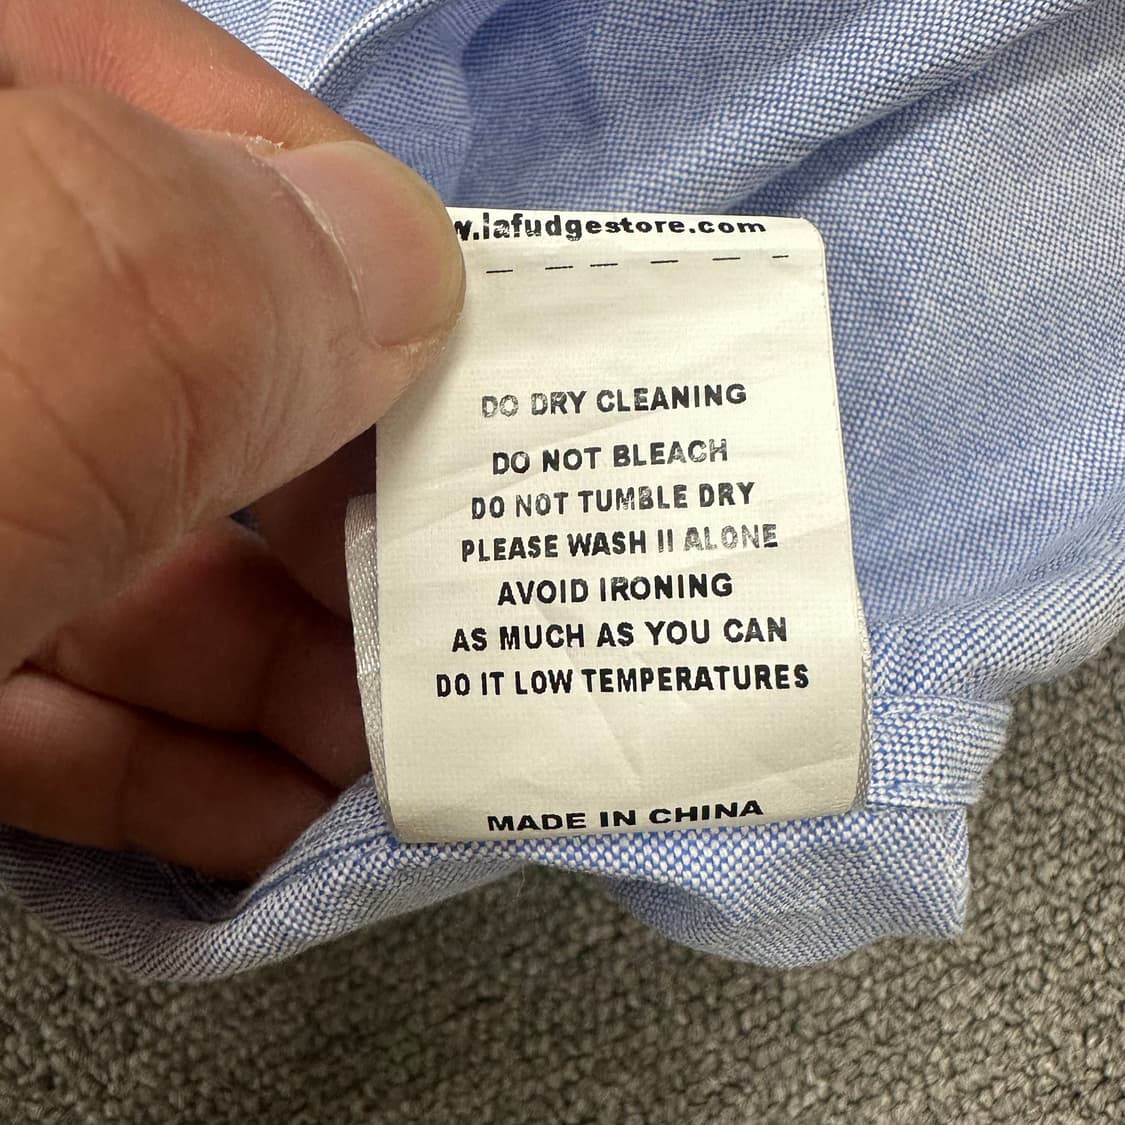 w.lafudgestore.com
DO DRY CLEANING
DO NOT BLEACH
DO NOT TUMBLE DRY
PLEASE WASH II ALONE
AVOID IRONING
AS MUCH AS YOU CAN
DO IT LOW TEMPERATURES
MADE IN CHINA